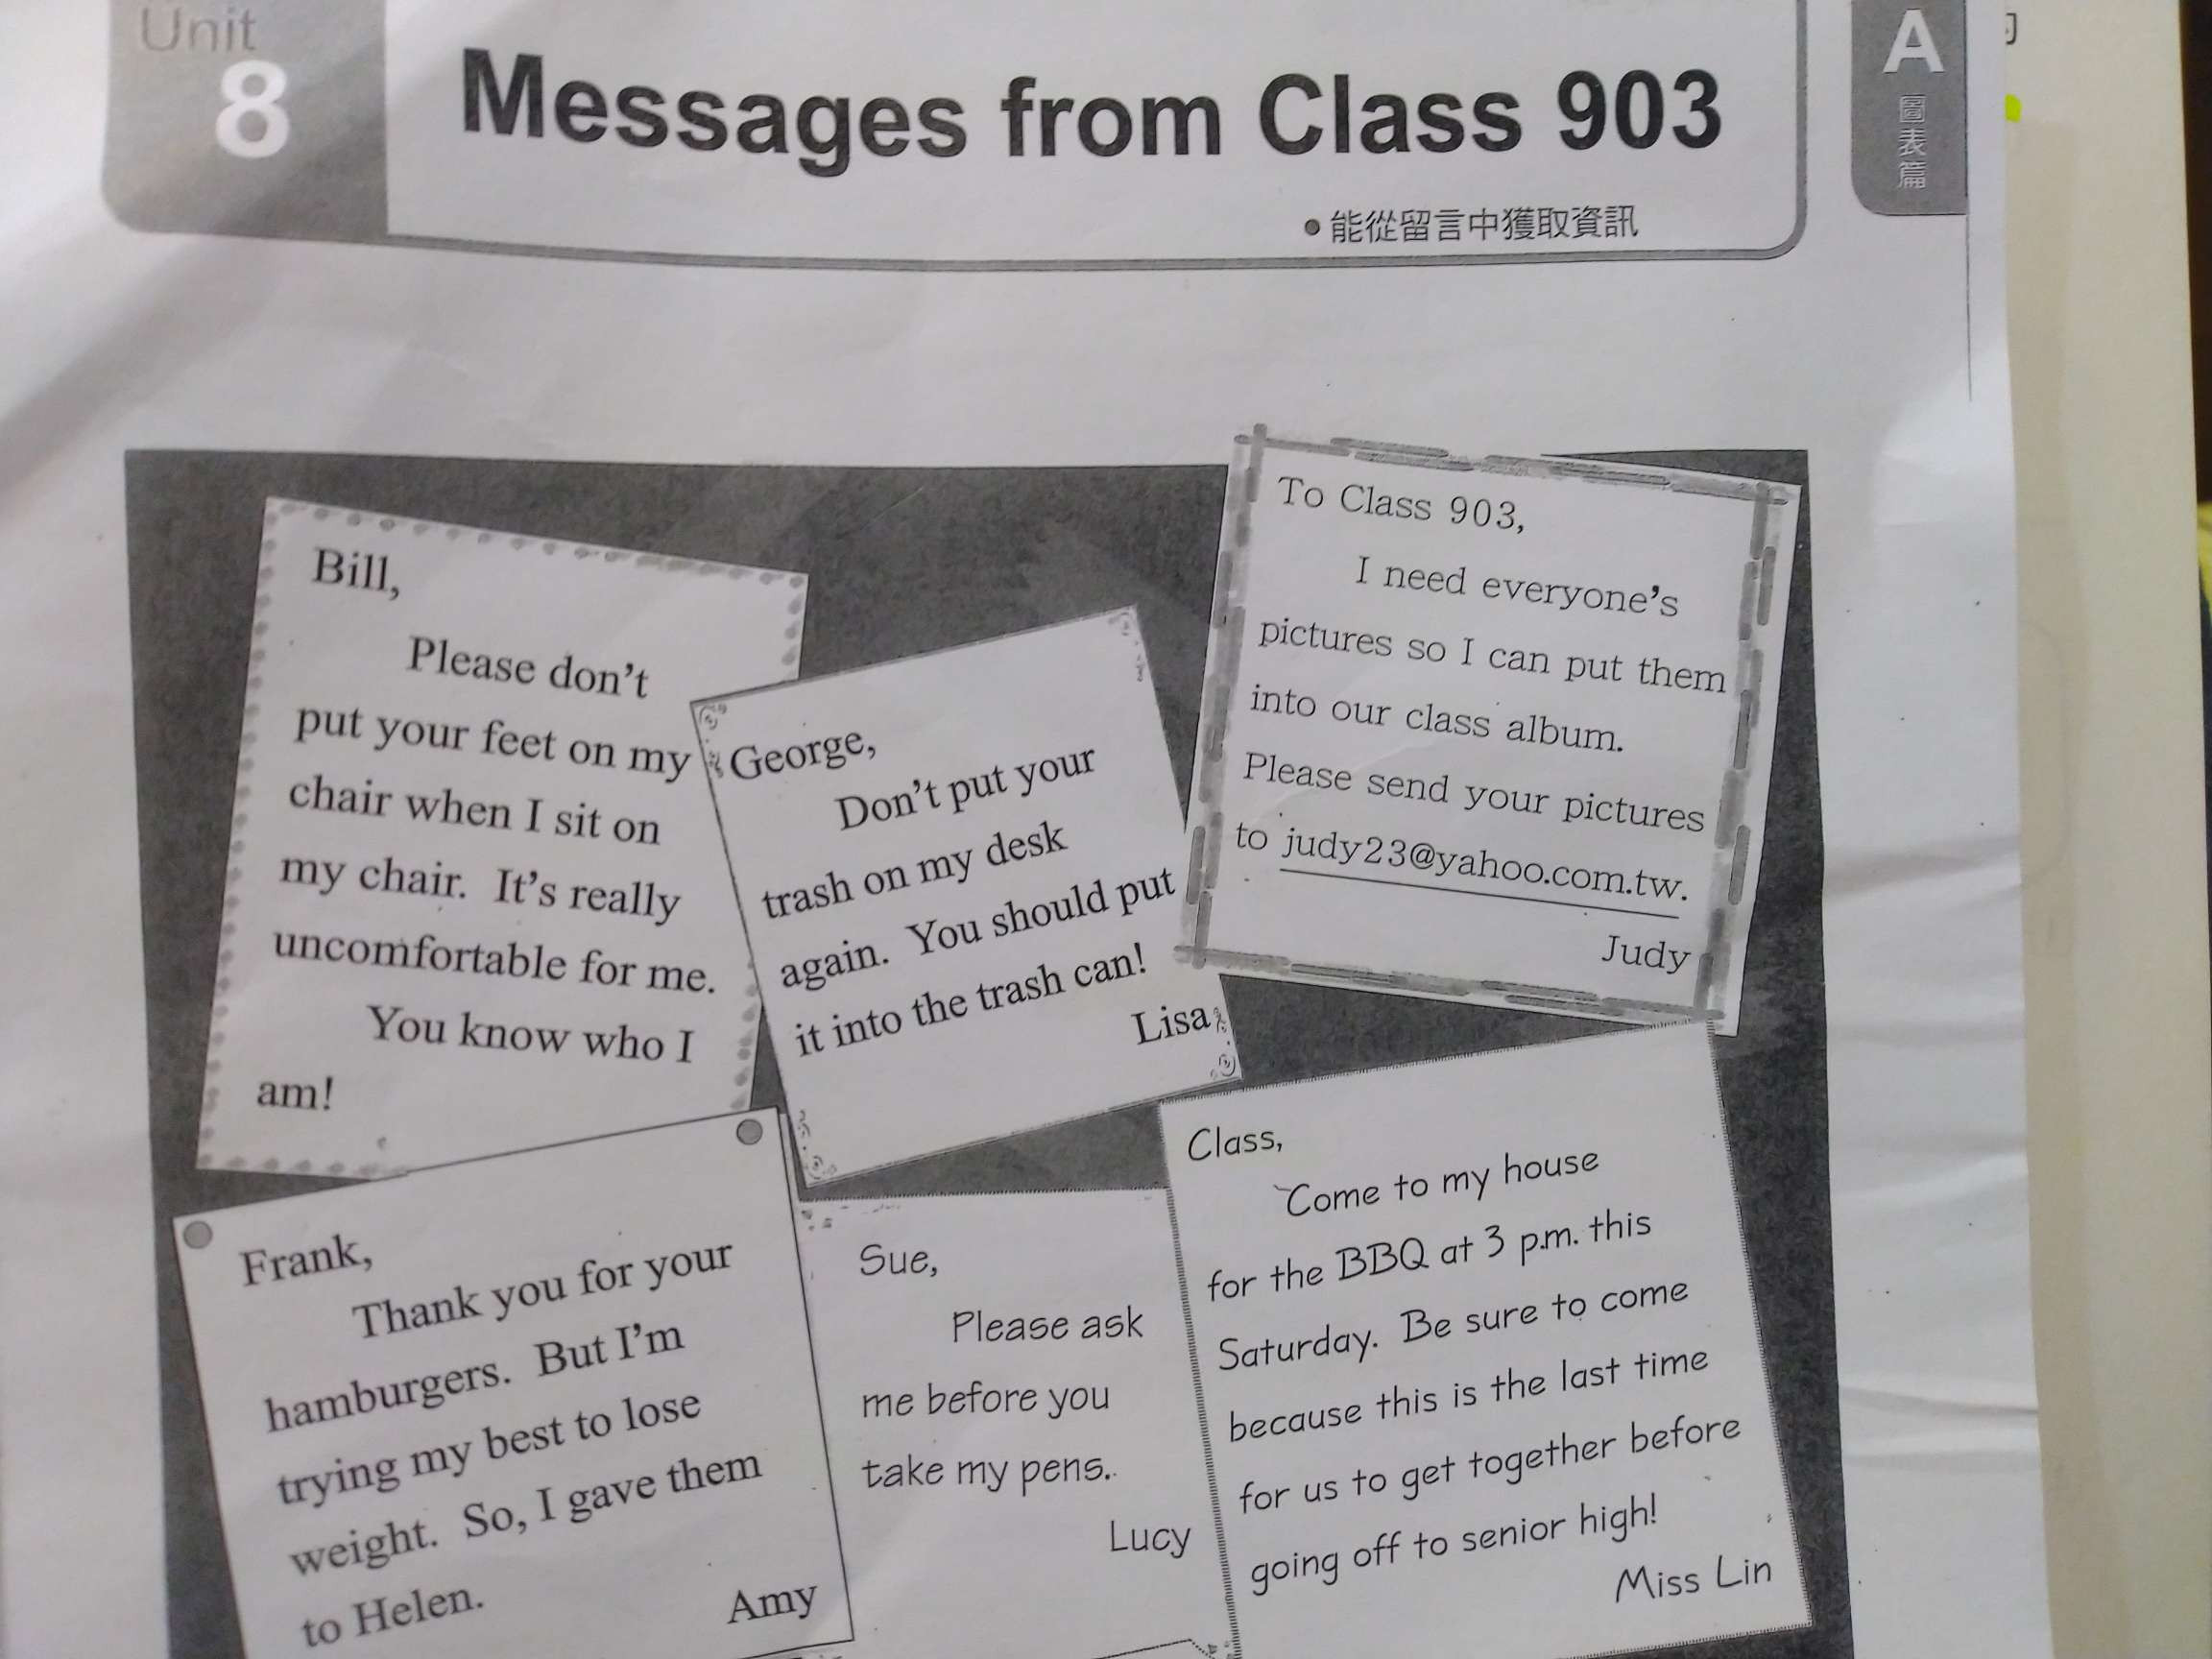 Unit
8
Messages from Class 903
•能從留言中獲取資訊
A
圖表篇
Bill,
Please don't
put your feet on my
chair when I sit on
my chair. It's really
uncomfortable for me.
You know who I
am!
George,
Don't put your
trash on my desk
again. You should put
it into the trash can!
Lisa
To Class 903,
I need everyone's
pictures so I can put them
into our class album.
Please send your pictures
to judy23@yahoo.com.tw.
Judy
Frank,
Thank you for your
hamburgers. But I'm
trying my best to lose
weight. So, I gave them
to Helen.
Amy
Sue,
Please ask
me before you
take my pens.
Lucy
Class,
Come to my house
for the BBQ at 3 p.m. this
Saturday. Be sure to come
because this is the last time
for us to get together before
going off to senior high!
Miss Lin